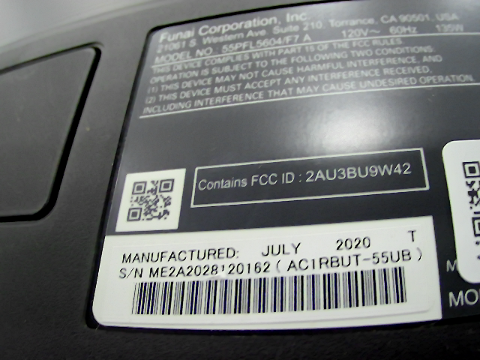 Funai Corporation, Inc.
21061 S. Western Ave. Suite 210. Torrance, CA 90501, USA
MODEL NO. : 55PFL5604/F7 A 120V~ 60Hz 135W
THIS DEVICE COMPLIES WITH PART 15 OF THE FCC RULES
OPERATION IS SUBJECT TO THE FOLLOWING TWO CONDITIONS:
(1) THIS DEVICE MAY NOT CAUSE HARMFUL INTERFERENCE, AND
(2) THIS DEVICE MUST ACCEPT ANY INTERFERENCE RECEIVED,
INCLUDING INTERFERENCE THAT MAY CAUSE UNDESIRED OPERATION.
Contains FCC ID : 2AU3BU9W42
MANUFACTURED: JULY 2020 T
S/N ME2A2028120162 (AC1RBUT-55UB)
M
MO